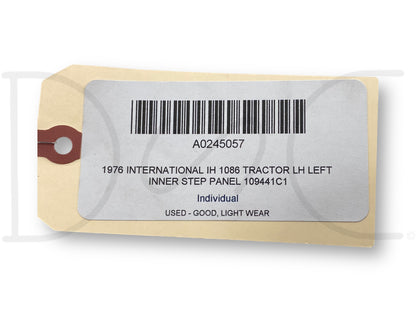 A0245057
1976 INTERNATIONAL IH 1086 TRACTOR LH LEFT
INNER STEP PANEL 109441C1
Individual
USED - GOOD, LIGHT WEAR